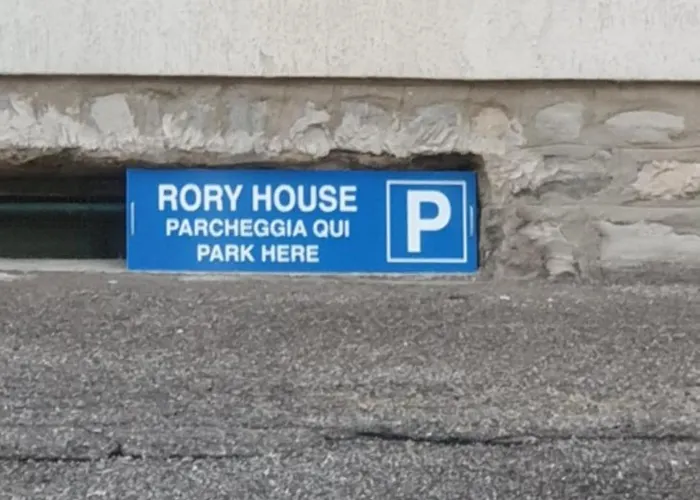 RORY HOUSE
PARCHEGGIA QUI
PARK HERE
P